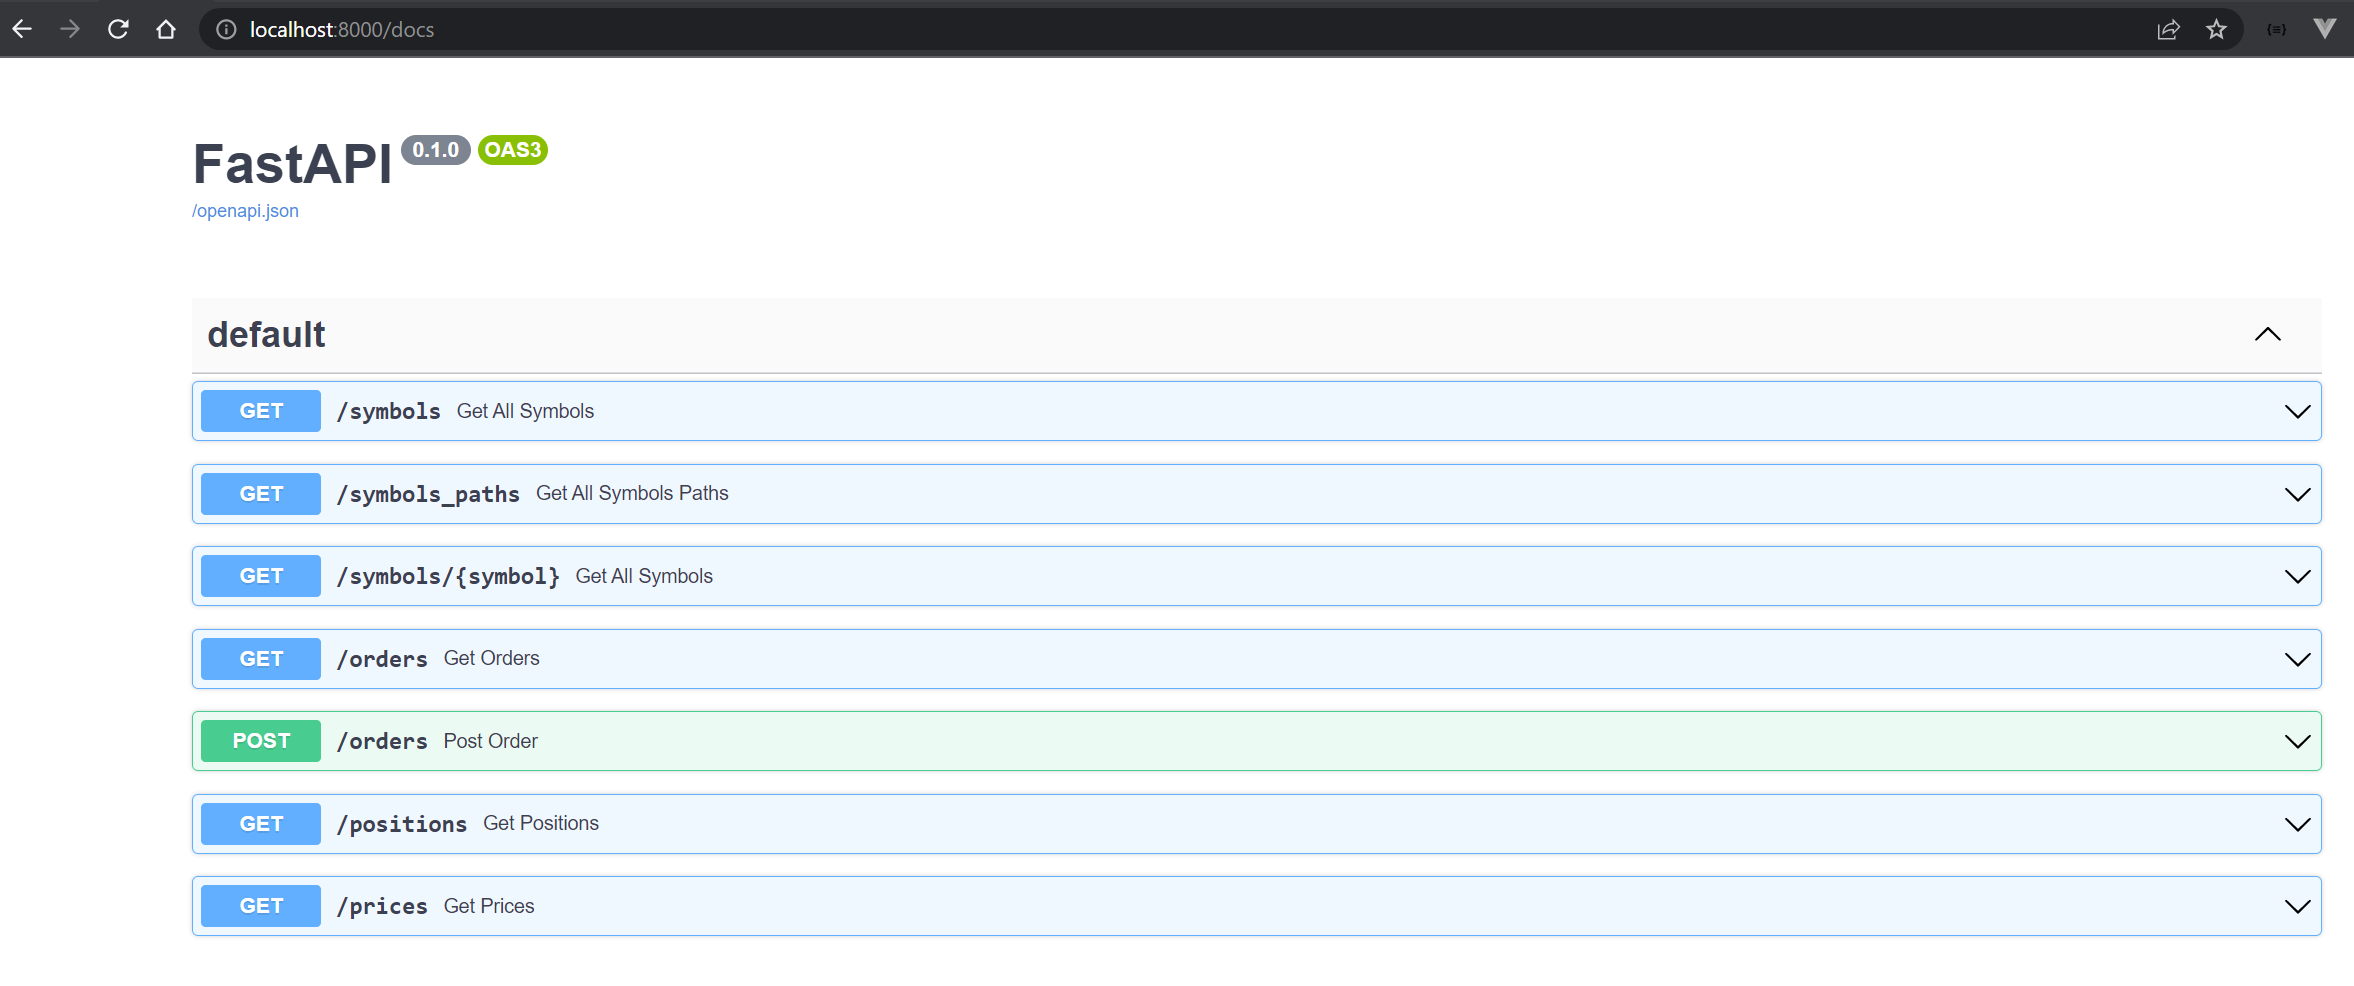 localhost:8000/docs
FastAPI 0.1.0 OAS3
/openapi.json
default
GET /symbols Get All Symbols
GET /symbols_paths Get All Symbols Paths
GET /symbols/{symbol} Get All Symbols
GET /orders Get Orders
POST /orders Post Order
GET /positions Get Positions
GET /prices Get Prices